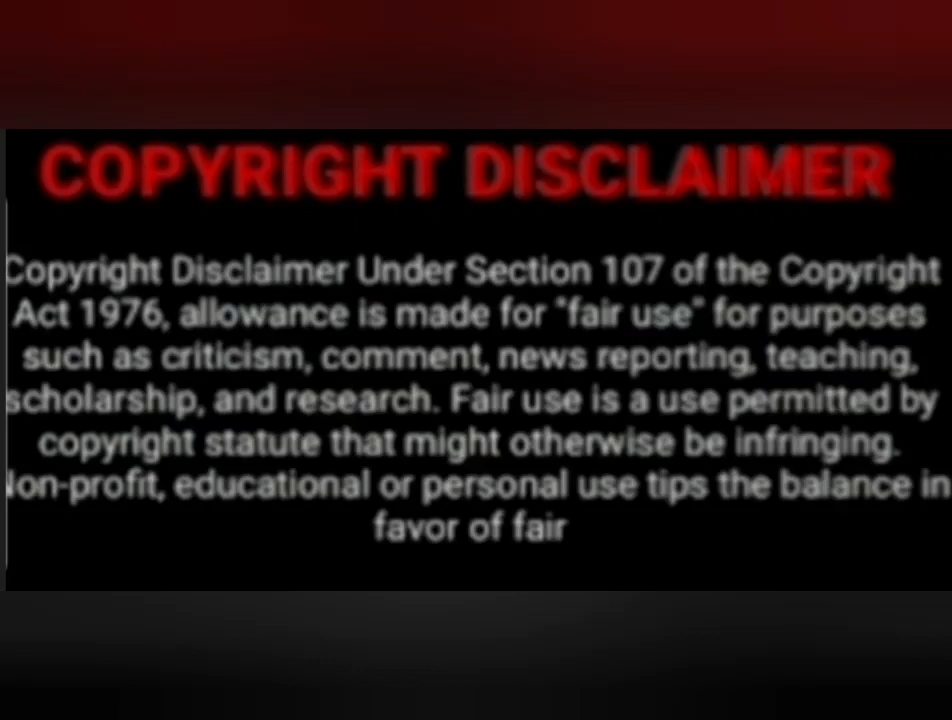 COPYRIGHT DISCLAIMER
Copyright Disclaimer Under Section 107 of the Copyright
Act 1976, allowance is made for "fair use" for purposes
such as criticism, comment, news reporting, teaching,
scholarship, and research. Fair use is a use permitted by
copyright statute that might otherwise be infringing.
Non-profit, educational or personal use tips the balance in
favor of fair